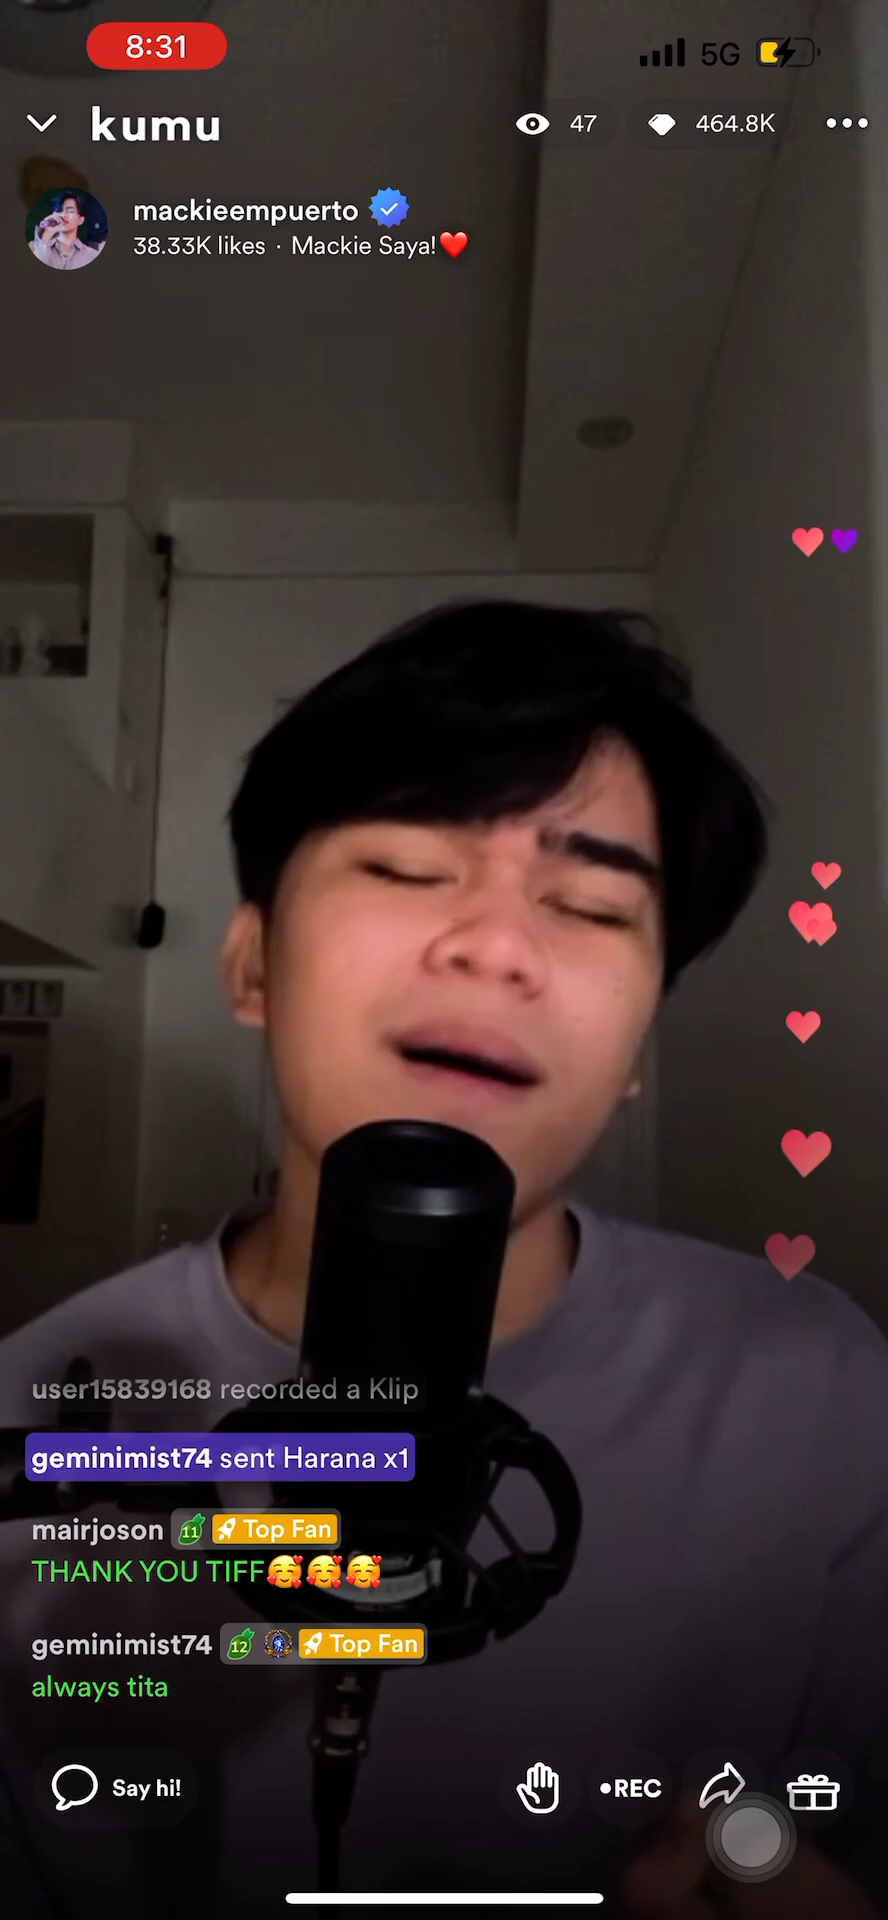 8:31
5G
kumu
47
464.8K
mackieempuerto
38.33K likes · Mackie Saya!❤️
user15839168 recorded a Klip
geminimist74 sent Harana x1
mairjoson 11 Top Fan
THANK YOU TIFF🥰🥰🥰
geminimist74 12 Top Fan
always tita
Say hi!
•REC